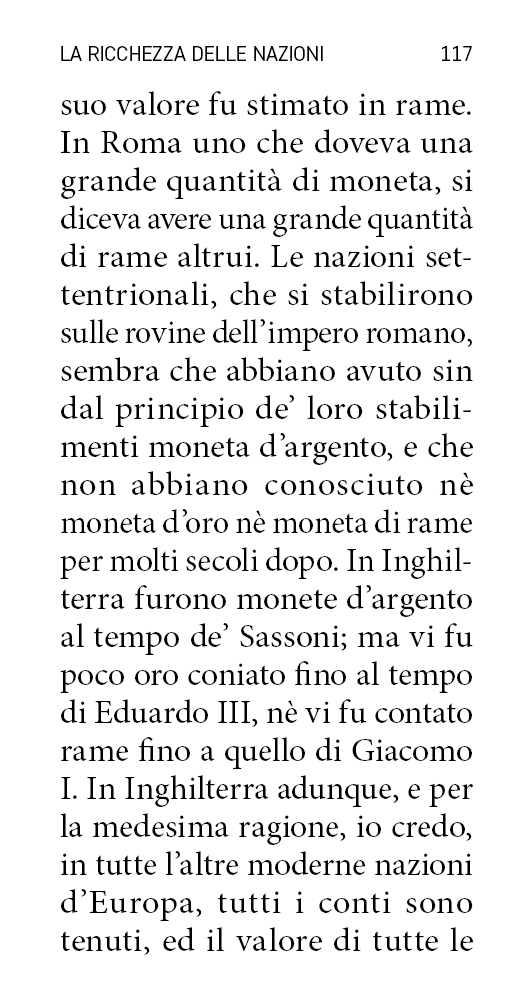 LA RICCHEZZA DELLE NAZIONI 117
suo valore fu stimato in rame.
In Roma uno che doveva una
grande quantità di moneta, si
diceva avere una grande quantità
di rame altrui. Le nazioni set-
tentrionali, che si stabilirono
sulle rovine dell’impero romano,
sembra che abbiano avuto sin
dal principio de’ loro stabili-
menti moneta d’argento, e che
non abbiano conosciuto nè
moneta d’oro nè moneta di rame
per molti secoli dopo. In Inghil-
terra furono monete d’argento
al tempo de’ Sassoni; ma vi fu
poco oro coniato fino al tempo
di Eduardo III, nè vi fu contato
rame fino a quello di Giacomo
I. In Inghilterra adunque, e per
la medesima ragione, io credo,
in tutte l’altre moderne nazioni
d’Europa, tutti i conti sono
tenuti, ed il valore di tutte le